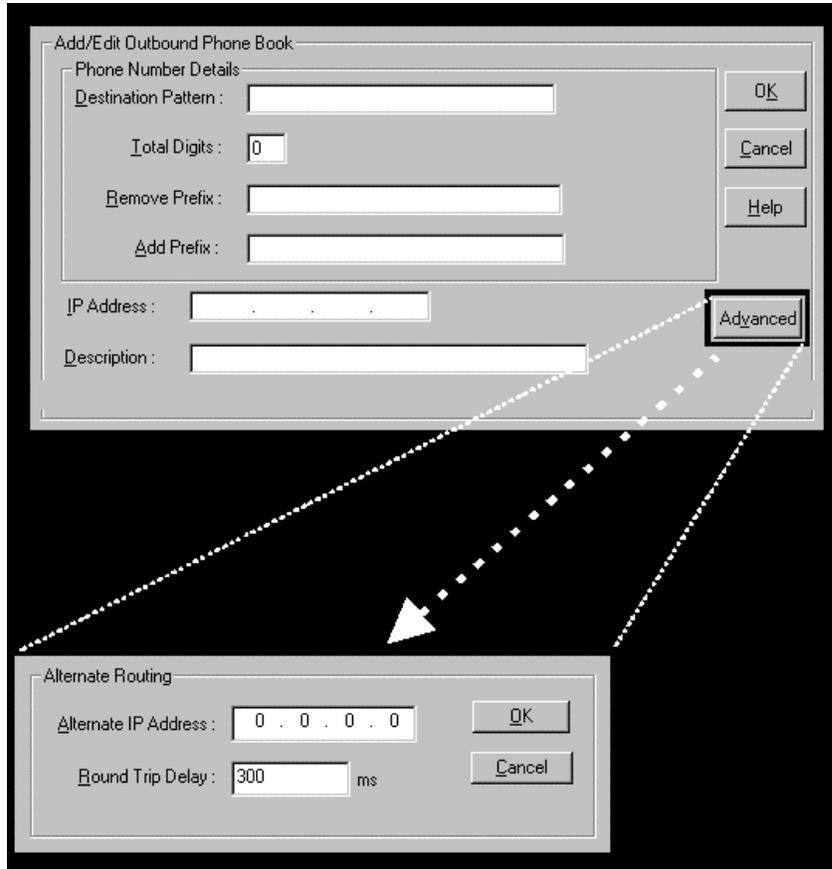 Add/Edit Outbound Phone Book
Phone Number Details
Destination Pattern :
OK
Total Digits : 0
Cancel
Remove Prefix :
Help
Add Prefix :
IP Address : . . .
Advanced
Description :
Alternate Routing
Alternate IP Address : 0 . 0 . 0 . 0
OK
Round Trip Delay : 300 ms
Cancel